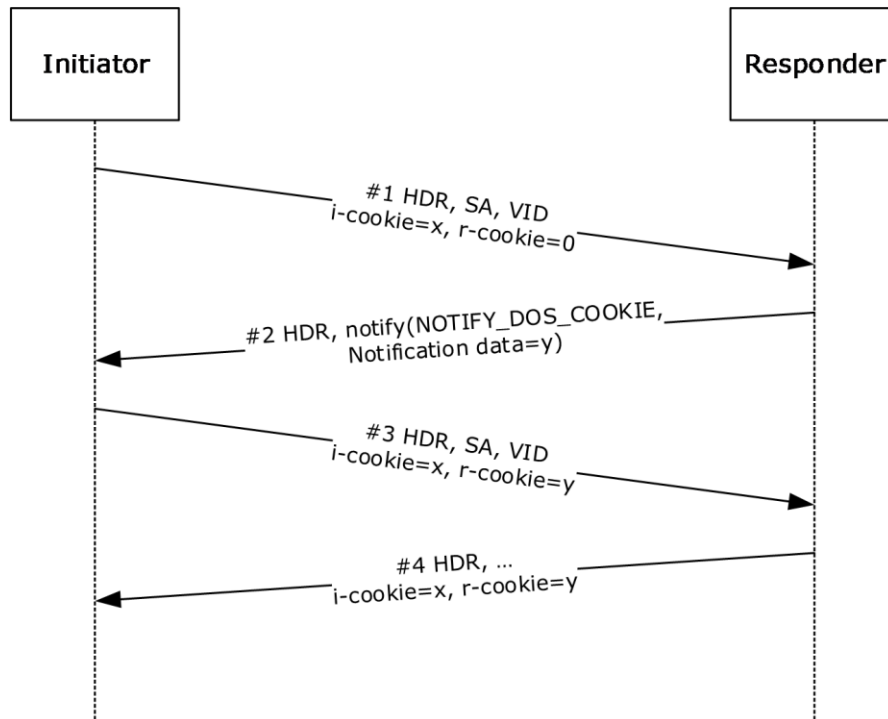 Initiator
Responder
#1 HDR, SA, VID
i-cookie=x, r-cookie=0
#2 HDR, notify(NOTIFY_DOS_COOKIE,
Notification data=y)
#3 HDR, SA, VID
i-cookie=x, r-cookie=y
#4 HDR, ...
i-cookie=x, r-cookie=y